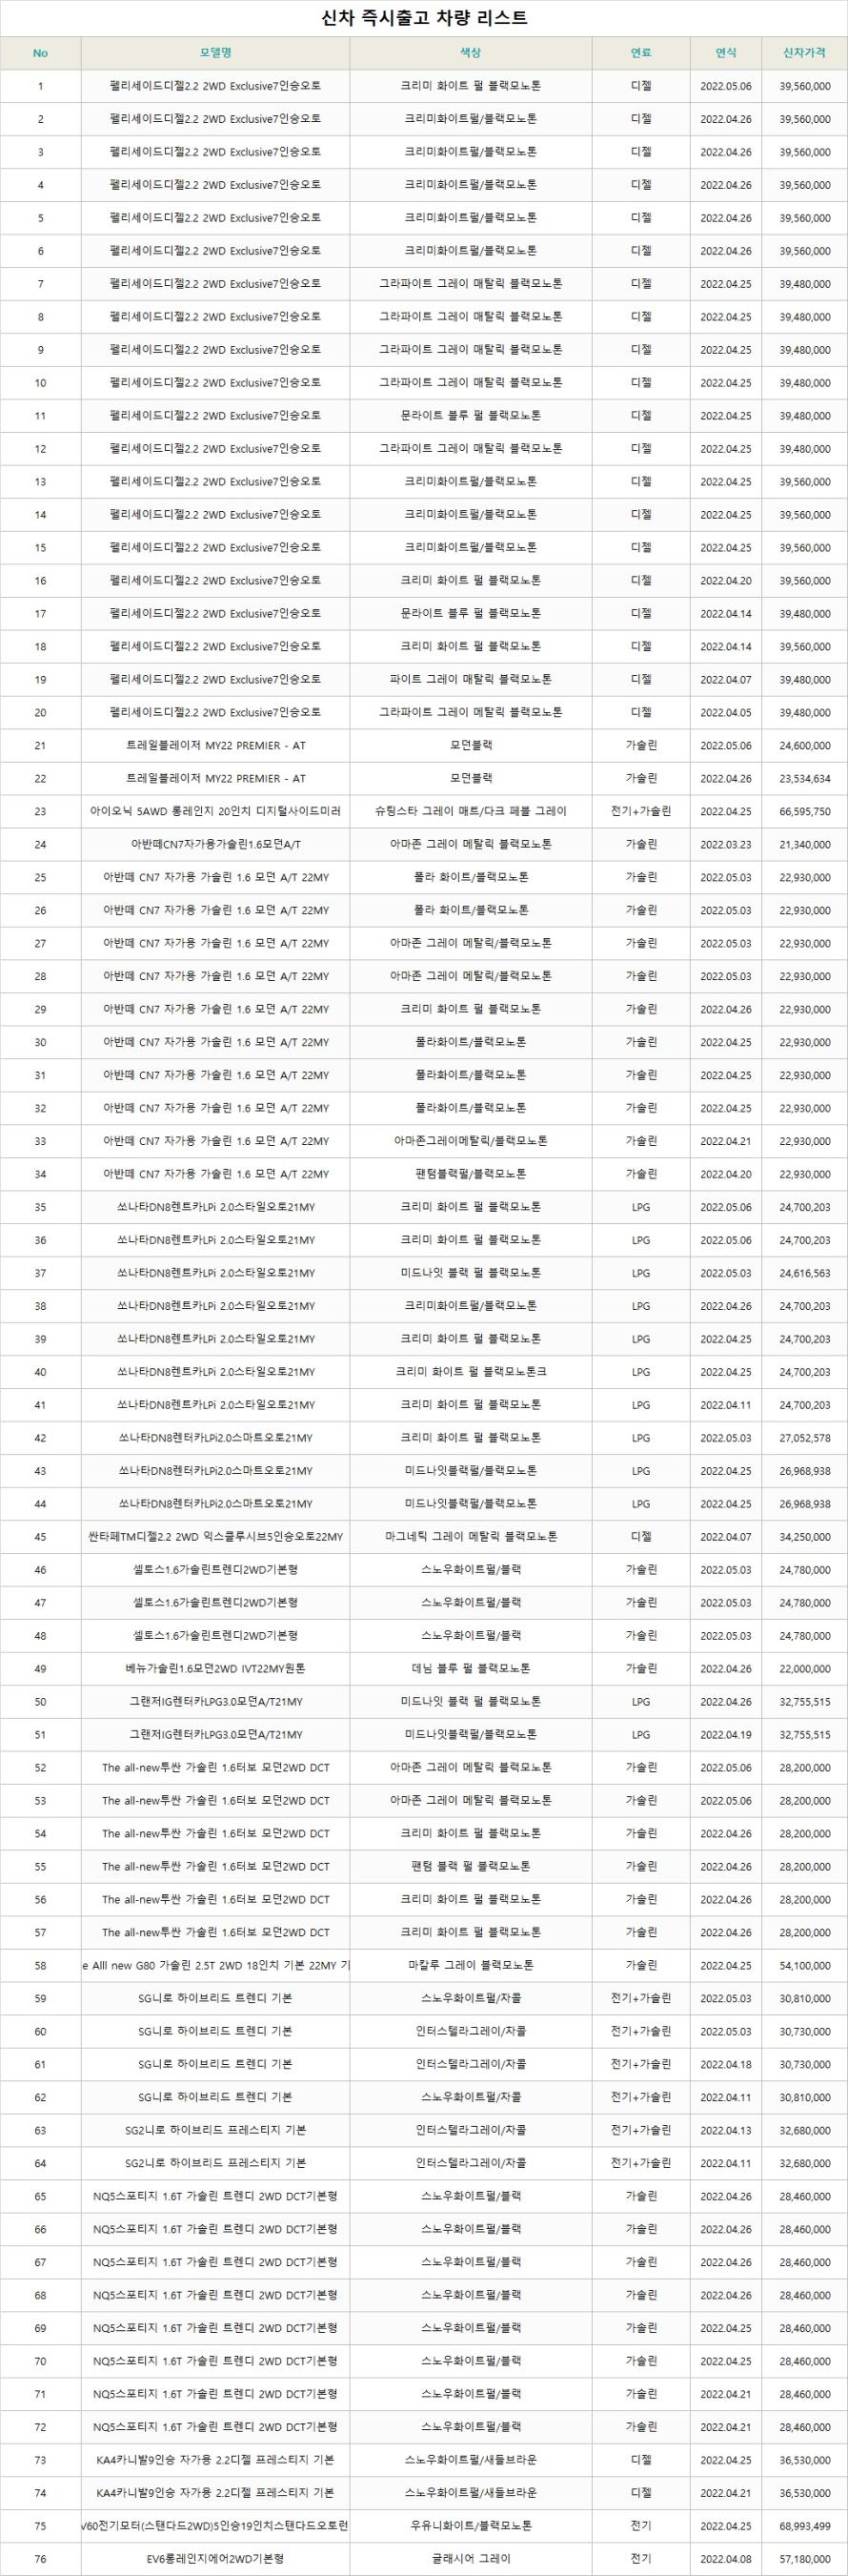 신차 즉시출고 차량 리스트
No 모델명 색상 연료 연식 신차가격
1 펠리세이드디젤2.2 2WD Exclusive7인승오토 크리미 화이트 펄 블랙모노톤 디젤 2022.05.06 39,560,000
2 펠리세이드디젤2.2 2WD Exclusive7인승오토 크리미화이트펄/블랙모노톤 디젤 2022.04.26 39,560,000
3 펠리세이드디젤2.2 2WD Exclusive7인승오토 크리미화이트펄/블랙모노톤 디젤 2022.04.26 39,560,000
4 펠리세이드디젤2.2 2WD Exclusive7인승오토 크리미화이트펄/블랙모노톤 디젤 2022.04.26 39,560,000
5 펠리세이드디젤2.2 2WD Exclusive7인승오토 크리미화이트펄/블랙모노톤 디젤 2022.04.26 39,560,000
6 펠리세이드디젤2.2 2WD Exclusive7인승오토 크리미화이트펄/블랙모노톤 디젤 2022.04.26 39,560,000
7 펠리세이드디젤2.2 2WD Exclusive7인승오토 그라파이트 그레이 매탈릭 블랙모노톤 디젤 2022.04.25 39,480,000
8 펠리세이드디젤2.2 2WD Exclusive7인승오토 그라파이트 그레이 매탈릭 블랙모노톤 디젤 2022.04.25 39,480,000
9 펠리세이드디젤2.2 2WD Exclusive7인승오토 그라파이트 그레이 매탈릭 블랙모노톤 디젤 2022.04.25 39,480,000
10 펠리세이드디젤2.2 2WD Exclusive7인승오토 그라파이트 그레이 매탈릭 블랙모노톤 디젤 2022.04.25 39,480,000
11 펠리세이드디젤2.2 2WD Exclusive7인승오토 문라이트 블루 펄 블랙모노톤 디젤 2022.04.25 39,480,000
12 펠리세이드디젤2.2 2WD Exclusive7인승오토 그라파이트 그레이 매탈릭 블랙모노톤 디젤 2022.04.25 39,480,000
13 펠리세이드디젤2.2 2WD Exclusive7인승오토 크리미화이트펄/블랙모노톤 디젤 2022.04.25 39,560,000
14 펠리세이드디젤2.2 2WD Exclusive7인승오토 크리미화이트펄/블랙모노톤 디젤 2022.04.25 39,560,000
15 펠리세이드디젤2.2 2WD Exclusive7인승오토 크리미화이트펄/블랙모노톤 디젤 2022.04.25 39,560,000
16 펠리세이드디젤2.2 2WD Exclusive7인승오토 크리미 화이트 펄 블랙모노톤 디젤 2022.04.20 39,560,000
17 펠리세이드디젤2.2 2WD Exclusive7인승오토 문라이트 블루 펄 블랙모노톤 디젤 2022.04.14 39,480,000
18 펠리세이드디젤2.2 2WD Exclusive7인승오토 크리미 화이트 펄 블랙모노톤 디젤 2022.04.14 39,560,000
19 펠리세이드디젤2.2 2WD Exclusive7인승오토 파이트 그레이 매탈릭 블랙모노톤 디젤 2022.04.07 39,480,000
20 펠리세이드디젤2.2 2WD Exclusive7인승오토 그라파이트 그레이 메탈릭 블랙모노톤 디젤 2022.04.05 39,480,000
21 트레일블레이저 MY22 PREMIER - AT 모던블랙 가솔린 2022.05.06 24,600,000
22 트레일블레이저 MY22 PREMIER - AT 모던블랙 가솔린 2022.04.26 23,534,634
23 아이오닉 5AWD 롱레인지 20인치 디지털사이드미러 슈팅스타 그레이 매트/다크 페블 그레이 전기+가솔린 2022.04.25 66,595,750
24 아반떼CN7자가용가솔린1.6모던A/T 아마존 그레이 메탈릭 블랙모노톤 가솔린 2022.03.23 21,340,000
25 아반떼 CN7 자가용 가솔린 1.6 모던 A/T 22MY 폴라 화이트/블랙모노톤 가솔린 2022.05.03 22,930,000
26 아반떼 CN7 자가용 가솔린 1.6 모던 A/T 22MY 폴라 화이트/블랙모노톤 가솔린 2022.05.03 22,930,000
27 아반떼 CN7 자가용 가솔린 1.6 모던 A/T 22MY 아마존 그레이 메탈릭/블랙모노톤 가솔린 2022.05.03 22,930,000
28 아반떼 CN7 자가용 가솔린 1.6 모던 A/T 22MY 아마존 그레이 메탈릭/블랙모노톤 가솔린 2022.05.03 22,930,000
29 아반떼 CN7 자가용 가솔린 1.6 모던 A/T 22MY 크리미 화이트 펄 블랙모노톤 가솔린 2022.04.26 22,930,000
30 아반떼 CN7 자가용 가솔린 1.6 모던 A/T 22MY 폴라화이트/블랙모노톤 가솔린 2022.04.25 22,930,000
31 아반떼 CN7 자가용 가솔린 1.6 모던 A/T 22MY 폴라화이트/블랙모노톤 가솔린 2022.04.25 22,930,000
32 아반떼 CN7 자가용 가솔린 1.6 모던 A/T 22MY 폴라화이트/블랙모노톤 가솔린 2022.04.25 22,930,000
33 아반떼 CN7 자가용 가솔린 1.6 모던 A/T 22MY 아마존그레이메탈릭/블랙모노톤 가솔린 2022.04.21 22,930,000
34 아반떼 CN7 자가용 가솔린 1.6 모던 A/T 22MY 팬텀블랙펄/블랙모노톤 가솔린 2022.04.20 22,930,000
35 쏘나타DN8렌트카LPi 2.0스타일오토21MY 크리미 화이트 펄 블랙모노톤 LPG 2022.05.06 24,700,203
36 쏘나타DN8렌트카LPi 2.0스타일오토21MY 크리미 화이트 펄 블랙모노톤 LPG 2022.05.06 24,700,203
37 쏘나타DN8렌트카LPi 2.0스타일오토21MY 미드나잇 블랙 펄 블랙모노톤 LPG 2022.05.03 24,616,563
38 쏘나타DN8렌트카LPi 2.0스타일오토21MY 크리미화이트펄/블랙모노톤 LPG 2022.04.26 24,700,203
39 쏘나타DN8렌트카LPi 2.0스타일오토21MY 크리미 화이트 펄 블랙모노톤 LPG 2022.04.25 24,700,203
40 쏘나타DN8렌트카LPi 2.0스타일오토21MY 크리미 화이트 펄 블랙모노톤크 LPG 2022.04.25 24,700,203
41 쏘나타DN8렌트카LPi 2.0스타일오토21MY 크리미 화이트 펄 블랙모노톤 LPG 2022.04.11 24,700,203
42 쏘나타DN8렌터카LPi2.0스마트오토21MY 크리미 화이트 펄 블랙모노톤 LPG 2022.05.03 27,052,578
43 쏘나타DN8렌터카LPi2.0스마트오토21MY 미드나잇블랙펄/블랙모노톤 LPG 2022.04.25 26,968,938
44 쏘나타DN8렌터카LPi2.0스마트오토21MY 미드나잇블랙펄/블랙모노톤 LPG 2022.04.25 26,968,938
45 싼타페TM디젤2.2 2WD 익스클루시브5인승오토22MY 마그네틱 그레이 메탈릭 블랙모노톤 디젤 2022.04.07 34,250,000
46 셀토스1.6가솔린트렌디2WD기본형 스노우화이트펄/블랙 가솔린 2022.05.03 24,780,000
47 셀토스1.6가솔린트렌디2WD기본형 스노우화이트펄/블랙 가솔린 2022.05.03 24,780,000
48 셀토스1.6가솔린트렌디2WD기본형 스노우화이트펄/블랙 가솔린 2022.05.03 24,780,000
49 베뉴가솔린1.6모던2WD IVT22MY원톤 데님 블루 펄 블랙모노톤 가솔린 2022.04.26 22,000,000
50 그랜저IG렌터카LPG3.0모던A/T21MY 미드나잇 블랙 펄 블랙모노톤 LPG 2022.04.26 32,755,515
51 그랜저IG렌터카LPG3.0모던A/T21MY 미드나잇블랙펄/블랙모노톤 LPG 2022.04.19 32,755,515
52 The all-new투싼 가솔린 1.6터보 모던2WD DCT 아마존 그레이 메탈릭 블랙모노톤 가솔린 2022.05.06 28,200,000
53 The all-new투싼 가솔린 1.6터보 모던2WD DCT 아마존 그레이 메탈릭 블랙모노톤 가솔린 2022.05.06 28,200,000
54 The all-new투싼 가솔린 1.6터보 모던2WD DCT 크리미 화이트 펄 블랙모노톤 가솔린 2022.04.26 28,200,000
55 The all-new투싼 가솔린 1.6터보 모던2WD DCT 팬텀 블랙 펄 블랙모노톤 가솔린 2022.04.26 28,200,000
56 The all-new투싼 가솔린 1.6터보 모던2WD DCT 크리미 화이트 펄 블랙모노톤 가솔린 2022.04.26 28,200,000
57 The all-new투싼 가솔린 1.6터보 모던2WD DCT 크리미 화이트 펄 블랙모노톤 가솔린 2022.04.26 28,200,000
58 e Alll new G80 가솔린 2.5T 2WD 18인치 기본 22MY 기 마칼루 그레이 블랙모노톤 가솔린 2022.04.25 54,100,000
59 SG니로 하이브리드 트렌디 기본 스노우화이트펄/차콜 전기+가솔린 2022.05.03 30,810,000
60 SG니로 하이브리드 트렌디 기본 인터스텔라그레이/차콜 전기+가솔린 2022.05.03 30,730,000
61 SG니로 하이브리드 트렌디 기본 인터스텔라그레이/차콜 전기+가솔린 2022.04.18 30,730,000
62 SG니로 하이브리드 트렌디 기본 스노우화이트펄/차콜 전기+가솔린 2022.04.11 30,810,000
63 SG2니로 하이브리드 프레스티지 기본 인터스텔라그레이/차콜 전기+가솔린 2022.04.13 32,680,000
64 SG2니로 하이브리드 프레스티지 기본 인터스텔라그레이/차콜 전기+가솔린 2022.04.11 32,680,000
65 NQ5스포티지 1.6T 가솔린 트렌디 2WD DCT기본형 스노우화이트펄/블랙 가솔린 2022.04.26 28,460,000
66 NQ5스포티지 1.6T 가솔린 트렌디 2WD DCT기본형 스노우화이트펄/블랙 가솔린 2022.04.26 28,460,000
67 NQ5스포티지 1.6T 가솔린 트렌디 2WD DCT기본형 스노우화이트펄/블랙 가솔린 2022.04.26 28,460,000
68 NQ5스포티지 1.6T 가솔린 트렌디 2WD DCT기본형 스노우화이트펄/블랙 가솔린 2022.04.26 28,460,000
69 NQ5스포티지 1.6T 가솔린 트렌디 2WD DCT기본형 스노우화이트펄/블랙 가솔린 2022.04.25 28,460,000
70 NQ5스포티지 1.6T 가솔린 트렌디 2WD DCT기본형 스노우화이트펄/블랙 가솔린 2022.04.25 28,460,000
71 NQ5스포티지 1.6T 가솔린 트렌디 2WD DCT기본형 스노우화이트펄/블랙 가솔린 2022.04.21 28,460,000
72 NQ5스포티지 1.6T 가솔린 트렌디 2WD DCT기본형 스노우화이트펄/블랙 가솔린 2022.04.21 28,460,000
73 KA4카니발9인승 자가용 2.2디젤 프레스티지 기본 스노우화이트펄/새들브라운 디젤 2022.04.25 36,530,000
74 KA4카니발9인승 자가용 2.2디젤 프레스티지 기본 스노우화이트펄/새들브라운 디젤 2022.04.21 36,530,000
75 V60전기모터(스탠다드2WD)5인승19인치스탠다드오토런 우유니화이트/블랙모노톤 전기 2022.04.25 68,993,499
76 EV6롱레인지에어2WD기본형 글래시어 그레이 전기 2022.04.08 57,180,000